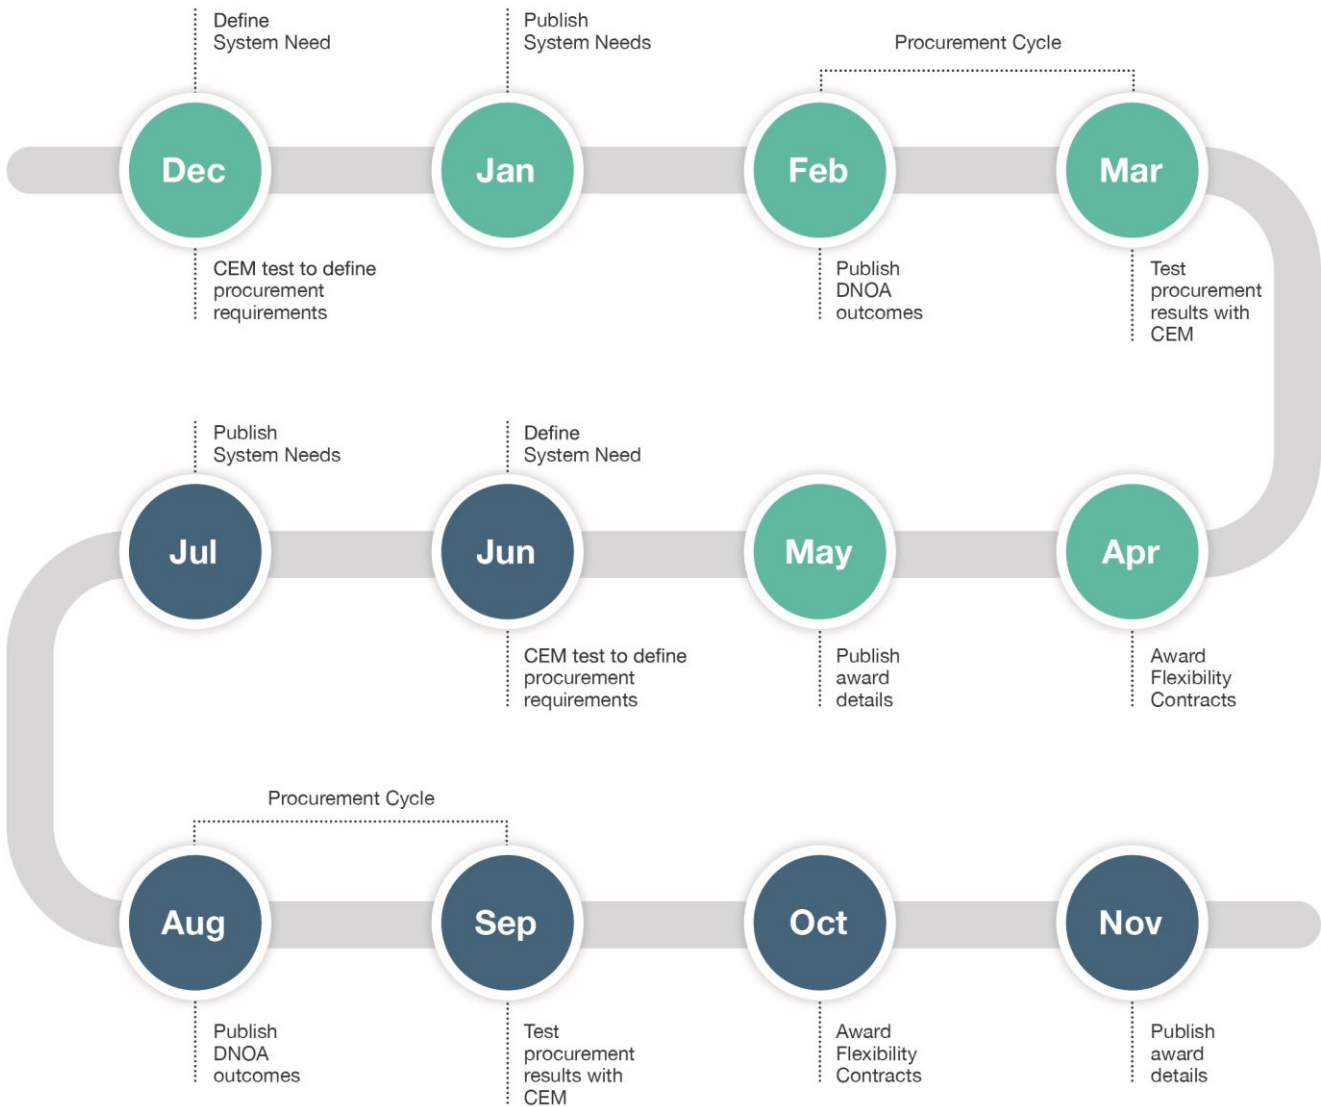 Define
System Need
Publish
System Needs
Procurement Cycle
Dec
Jan
Feb
Mar
CEM test to define
procurement
requirements
Publish
DNOA
outcomes
Test
procurement
results with
CEM
Publish
System Needs
Define
System Need
Jul
Jun
May
Apr
CEM test to define
procurement
requirements
Publish
award
details
Award
Flexibility
Contracts
Procurement Cycle
Aug
Sep
Oct
Nov
Publish
DNOA
outcomes
Test
procurement
results with
CEM
Award
Flexibility
Contracts
Publish
award
details